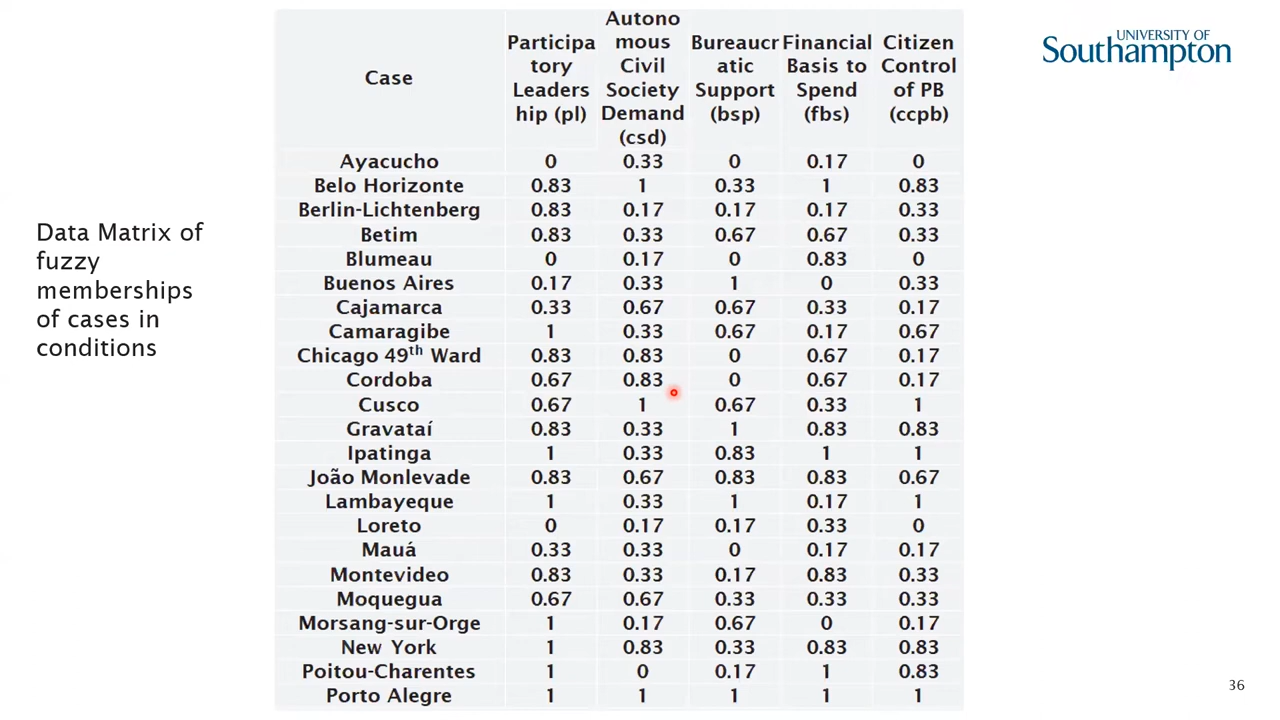 UNIVERSITY OF
Southampton
Data Matrix of
fuzzy
memberships
of cases in
conditions
Case Participa tory Leaders hip (pl) Autono mous Civil Society Demand (csd) Bureaucr atic Support (bsp) Financial Basis to Spend (fbs) Citizen Control of PB (ccpb)
Ayacucho 0 0.33 0 0.17 0
Belo Horizonte 0.83 1 0.33 1 0.83
Berlin-Lichtenberg 0.83 0.17 0.17 0.17 0.33
Betim 0.83 0.33 0.67 0.67 0.33
Blumeau 0 0.17 0 0.83 0
Buenos Aires 0.17 0.33 1 0 0.33
Cajamarca 0.33 0.67 0.67 0.33 0.17
Camaragibe 1 0.33 0.67 0.17 0.67
Chicago 49th Ward 0.83 0.83 0 0.67 0.17
Cordoba 0.67 0.83 0 0.67 0.17
Cusco 0.67 1 0.67 0.33 1
Gravataí 0.83 0.33 1 0.83 0.83
Ipatinga 1 0.33 0.83 1 1
João Monlevade 0.83 0.67 0.83 0.83 0.67
Lambayeque 1 0.33 1 0.17 1
Loreto 0 0.17 0.17 0.33 0
Mauá 0.33 0.33 0 0.17 0.17
Montevideo 0.83 0.33 0.17 0.83 0.33
Moquegua 0.67 0.67 0.33 0.33 0.33
Morsang-sur-Orge 1 0.17 0.67 0 0.17
New York 1 0.83 0.33 0.83 0.83
Poitou-Charentes 1 0 0.17 1 0.83
Porto Alegre 1 1 1 1 1
36